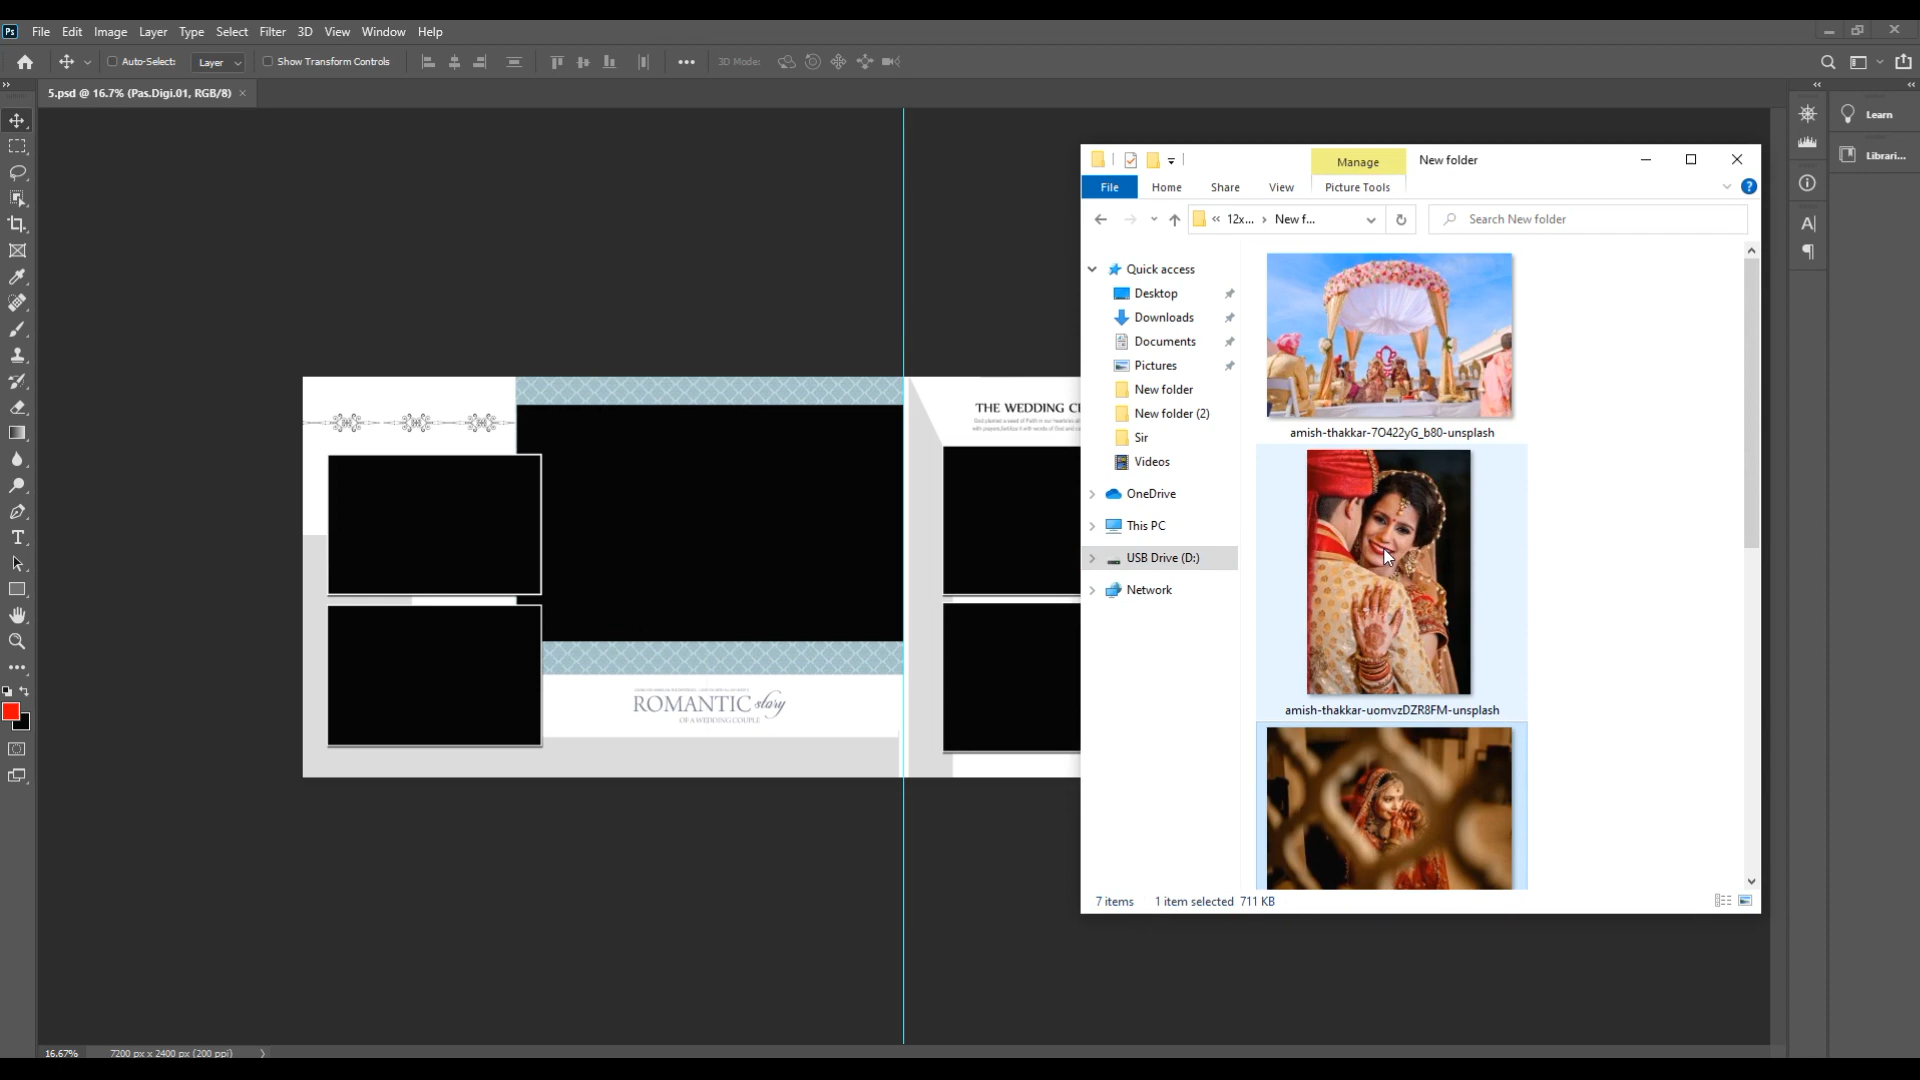 Ps File Edit Image Layer Type Select Filter 3D View Window Help
Auto-Select: Layer Show Transform Controls 3D Mode:
5.psd @ 16.7% (Pas.Digi.01, RGB/8) ×
Learn
Librari...
Manage New folder
File Home Share View Picture Tools
« 12x... › New f... Search New folder
Quick access
Desktop
Downloads
Documents
Pictures
New folder
New folder (2)
Sir
Videos
OneDrive
This PC
USB Drive (D:)
Network
amish-thakkar-7O422yG_b80-unsplash
amish-thakkar-uomvzDZR8FM-unsplash
7 items 1 item selected 711 KB
THE WEDDING
ROMANTIC story
OF A WEDDING COUPLE
16.67% 7200 px x 2400 px (200 ppi)